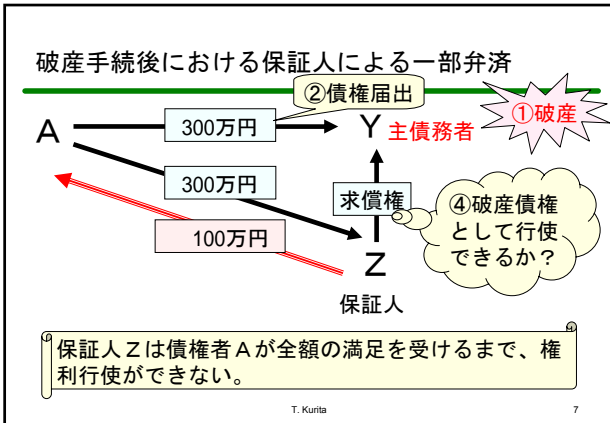 破産手続後における保証人による一部弁済
②債権届出
①破産
A
300万円
Y
主債務者
300万円
求償権
④破産債権
として行使
できるか？
100万円
Z
保証人
保証人Ｚは債権者Ａが全額の満足を受けるまで、権
利行使ができない。
T. Kurita
7